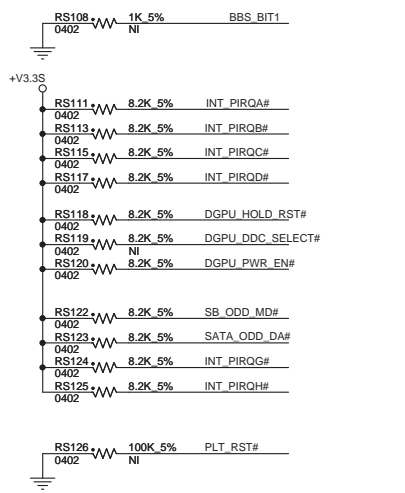 RS108 1K_5% BBS_BIT1
0402 NI
+V3.3S
RS111 8.2K_5% INT_PIRQA#
0402
RS113 8.2K_5% INT_PIRQB#
0402
RS115 8.2K_5% INT_PIRQC#
0402
RS117 8.2K_5% INT_PIRQD#
0402
RS118 8.2K_5% DGPU_HOLD_RST#
0402
RS119 8.2K_5% DGPU_DDC_SELECT#
0402 NI
RS120 8.2K_5% DGPU_PWR_EN#
0402
RS122 8.2K_5% SB_ODD_MD#
0402
RS123 8.2K_5% SATA_ODD_DA#
0402
RS124 8.2K_5% INT_PIRQG#
0402
RS125 8.2K_5% INT_PIRQH#
0402
RS126 100K_5% PLT_RST#
0402 NI